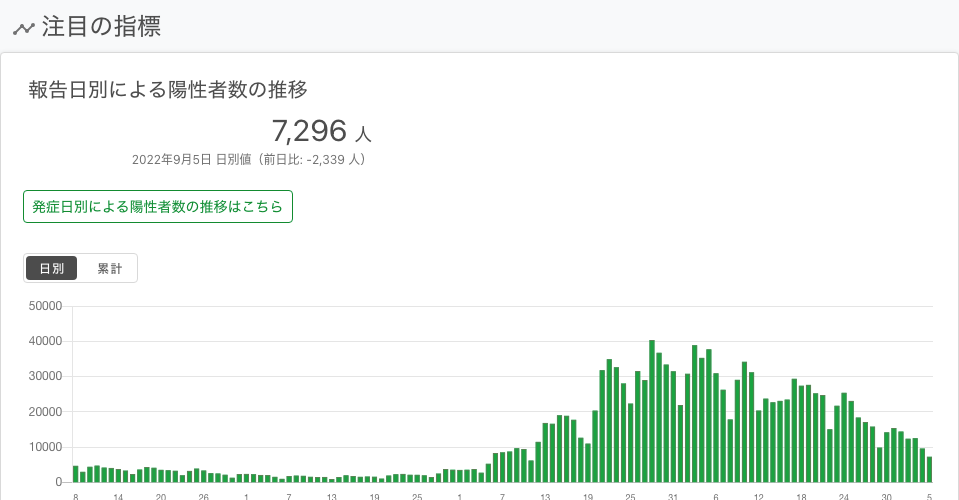 注目の指標
報告日別による陽性者数の推移
7,296 人
2022年9月5日 日別値（前日比: -2,339 人）
発症日別による陽性者数の推移はこちら
日別 累計
50000
40000
30000
20000
10000
0
8 14 20 26 1 7 13 19 25 1 7 13 19 25 31 6 12 18 24 30 5